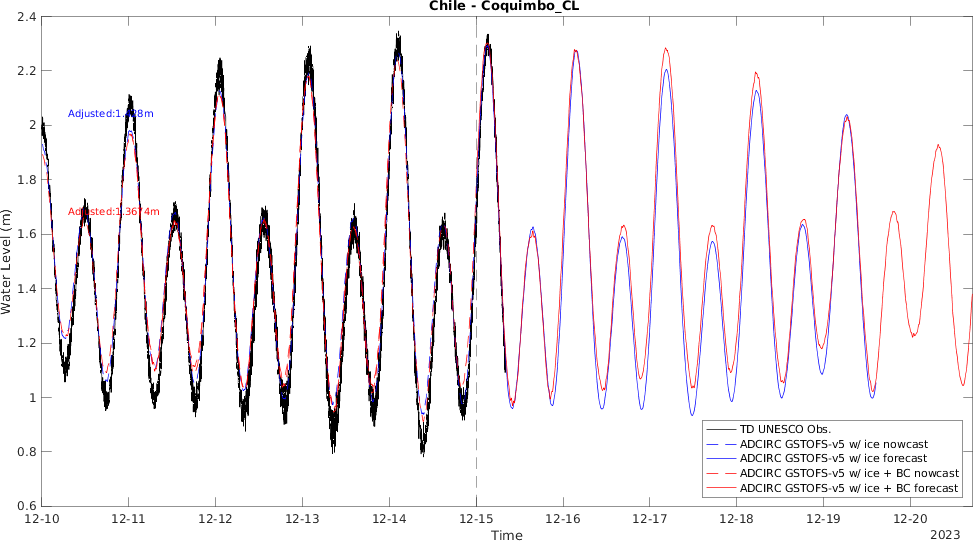 Chile - Coquimbo_CL
2.4
2.2
2
1.8
1.6
1.4
1.2
1
0.8
0.6
Water Level (m)
Adjusted:1.3674m
12-10
12-11
12-12
12-13
12-14
12-15
12-16
12-17
12-18
12-19
12-20
Time
2023
TD UNESCO Obs.
ADCIRC GSTOFS-v5 w/ ice nowcast
ADCIRC GSTOFS-v5 w/ ice forecast
ADCIRC GSTOFS-v5 w/ ice + BC nowcast
ADCIRC GSTOFS-v5 w/ ice + BC forecast